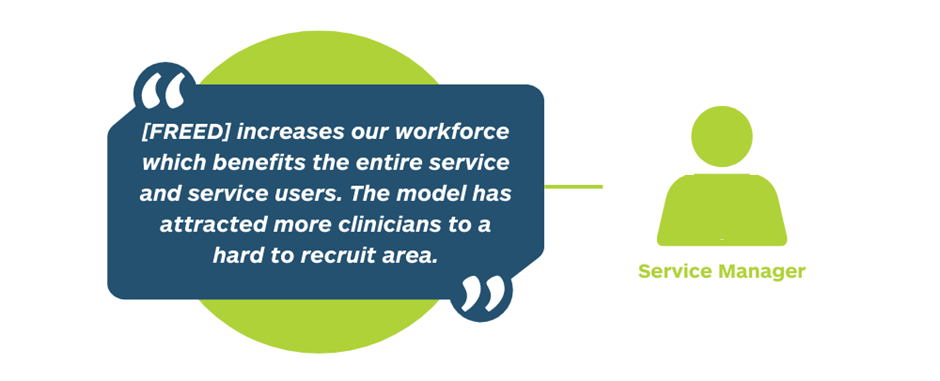 “
[FREED] increases our workforce
which benefits the entire service
and service users. The model has
attracted more clinicians to a
hard to recruit area.
”
Service Manager